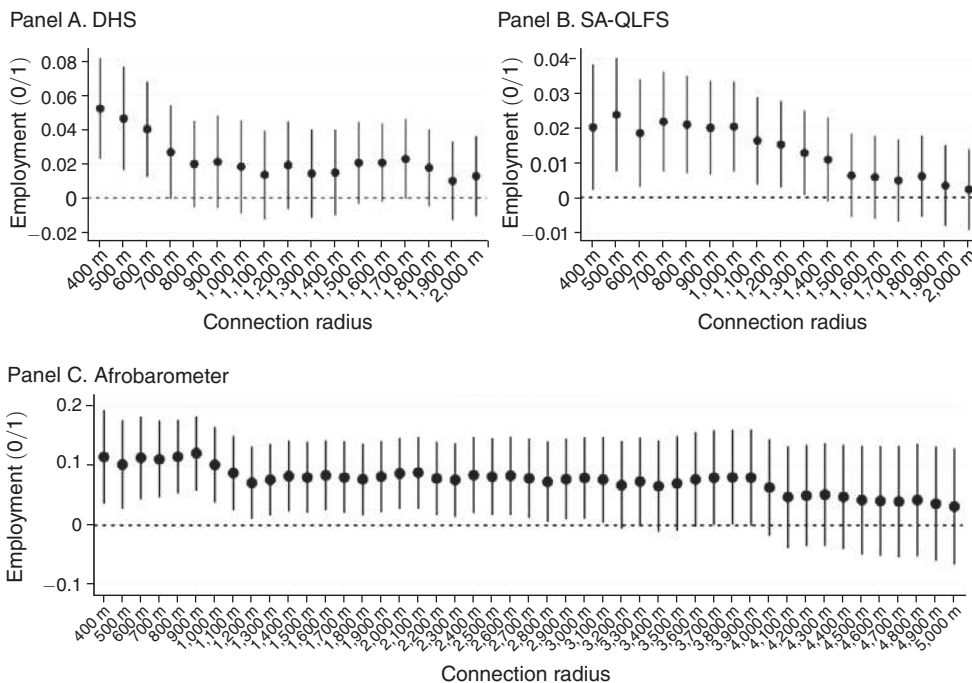 Panel A. DHS
Employment (0/1)
0.08
0.06
0.04
0.02
0
−0.02
400 m 500 m 600 m 700 m 800 m 900 m 1,000 m 1,100 m 1,200 m 1,300 m 1,400 m 1,500 m 1,600 m 1,700 m 1,800 m 1,900 m 2,000 m
Connection radius
Panel B. SA-QLFS
Employment (0/1)
0.04
0.03
0.02
0.01
0
−0.01
400 m 500 m 600 m 700 m 800 m 900 m 1,000 m 1,100 m 1,200 m 1,300 m 1,400 m 1,500 m 1,600 m 1,700 m 1,800 m 1,900 m 2,000 m
Connection radius
Panel C. Afrobarometer
Employment (0/1)
0.2
0.1
0
−0.1
400 m 500 m 600 m 700 m 800 m 900 m 1,000 m 1,100 m 1,200 m 1,300 m 1,400 m 1,500 m 1,600 m 1,700 m 1,800 m 1,900 m 2,000 m 2,100 m 2,200 m 2,300 m 2,400 m 2,500 m 2,600 m 2,700 m 2,800 m 2,900 m 3,000 m 3,100 m 3,200 m 3,300 m 3,400 m 3,500 m 3,600 m 3,700 m 3,800 m 3,900 m 4,000 m 4,100 m 4,200 m 4,300 m 4,400 m 4,500 m 4,600 m 4,700 m 4,800 m 4,900 m 5,000 m
Connection radius